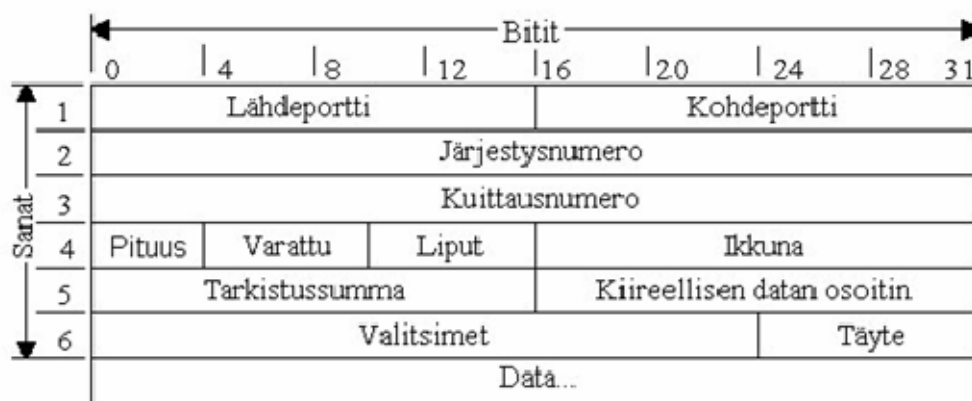 Bitit
0 4 8 12 16 20 24 28 31
Sanat
1 Lähdeportti Kohdeportti
2 Järjestysnumero
3 Kuittausnumero
4 Pituus Varattu Liput Ikkuna
5 Tarkistussumma Kiireellisen datan osoitin
6 Valitsimet Täyte
Data...